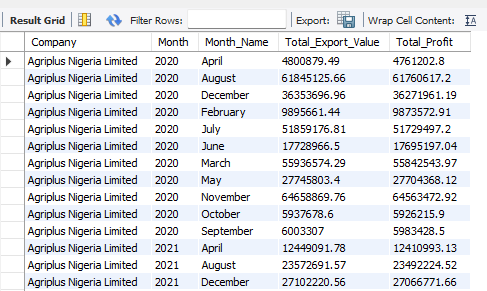 Result Grid Filter Rows: Export: Wrap Cell Content:
Company Month Month_Name Total_Export_Value Total_Profit
Agriplus Nigeria Limited 2020 April 4800879.49 4761202.8
Agriplus Nigeria Limited 2020 August 61845125.66 61760617.2
Agriplus Nigeria Limited 2020 December 36353696.96 36271961.19
Agriplus Nigeria Limited 2020 February 9895661.44 9873572.91
Agriplus Nigeria Limited 2020 July 51859176.81 51729497.2
Agriplus Nigeria Limited 2020 June 17728966.5 17695197.04
Agriplus Nigeria Limited 2020 March 55936574.29 55842543.97
Agriplus Nigeria Limited 2020 May 27745803.4 27704368.12
Agriplus Nigeria Limited 2020 November 64658869.76 64563472.92
Agriplus Nigeria Limited 2020 October 5937678.6 5926215.9
Agriplus Nigeria Limited 2020 September 6003307 5983428.5
Agriplus Nigeria Limited 2021 April 12449091.78 12410993.13
Agriplus Nigeria Limited 2021 August 23572691.57 23492224.52
Agriplus Nigeria Limited 2021 December 27102220.56 27066771.66